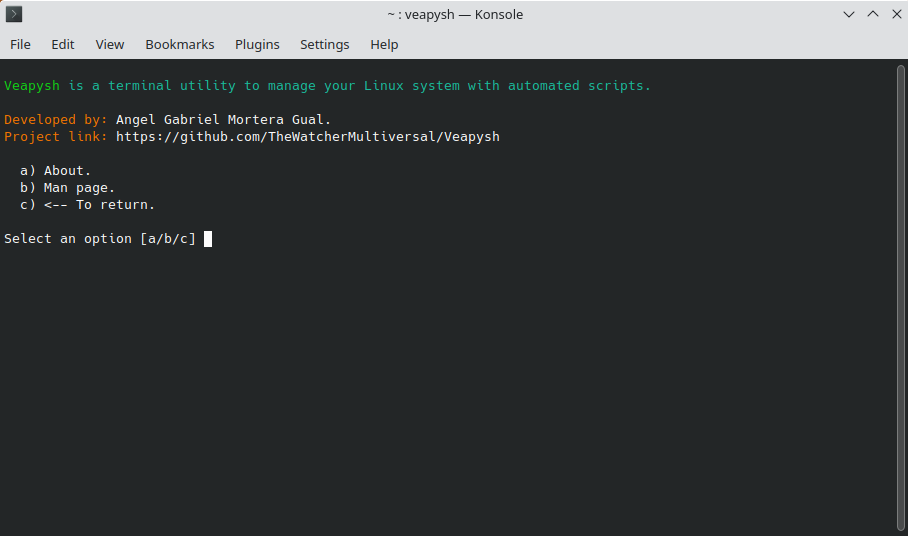 ~ : veapysh — Konsole
File Edit View Bookmarks Plugins Settings Help
Veapysh is a terminal utility to manage your Linux system with automated scripts.
Developed by: Angel Gabriel Mortera Gual.
Project link: https://github.com/TheWatcherMultiversal/Veapysh
a) About.
b) Man page.
c) <-- To return.
Select an option [a/b/c]